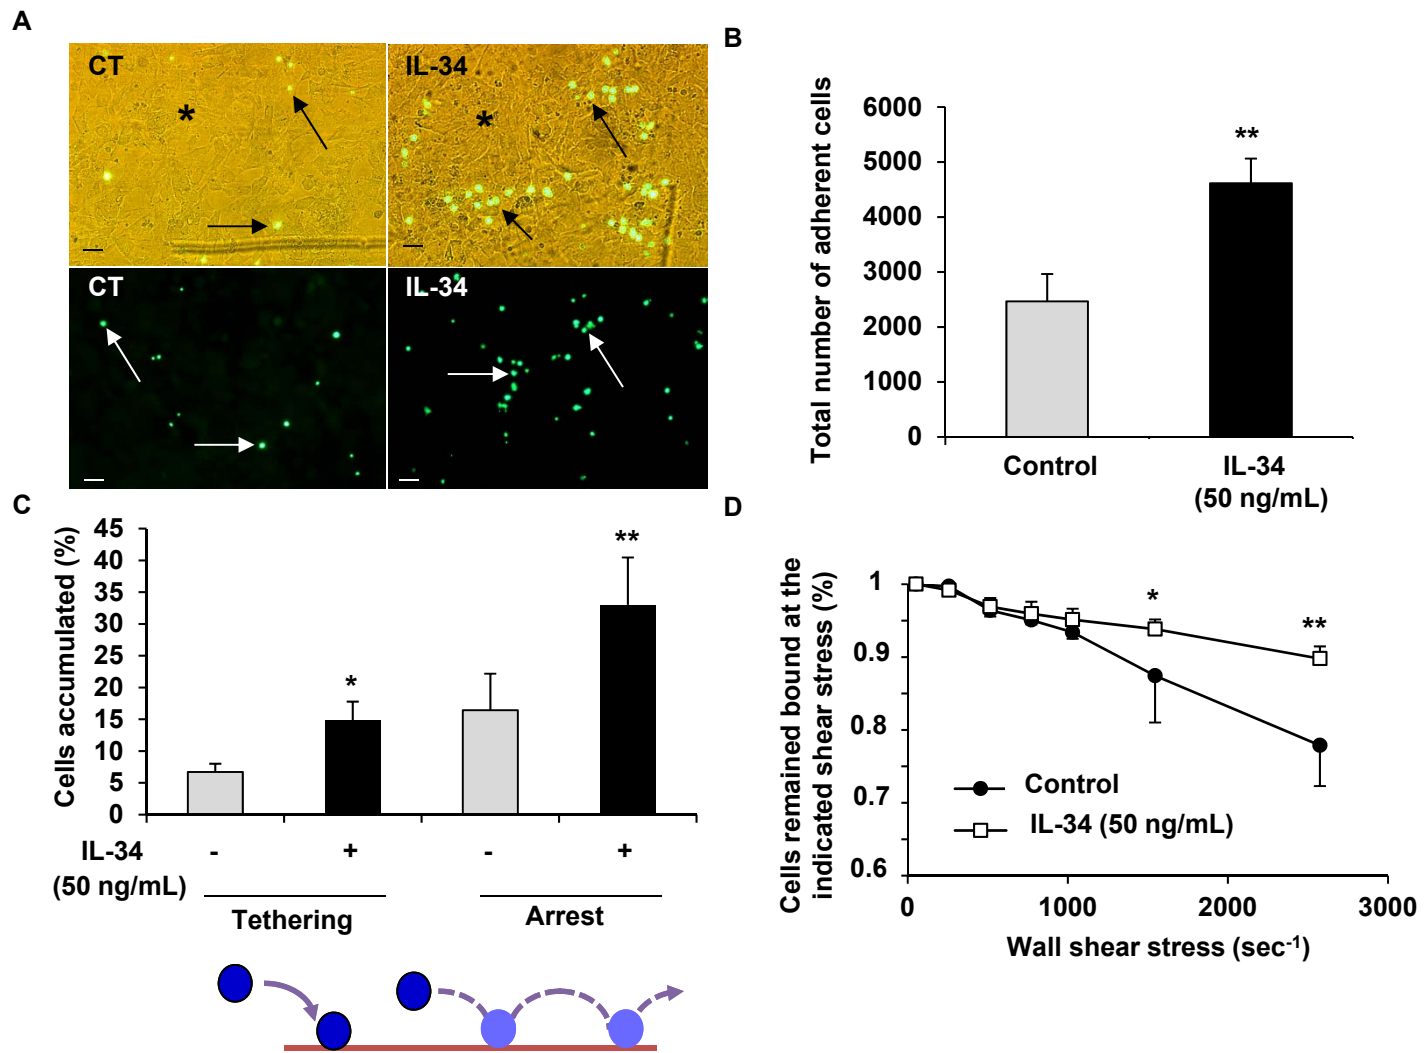 A
CT
*
IL-34
*
CT
IL-34
B
Total number of adherent cells
6000
5000
4000
3000
2000
1000
0
**
Control
IL-34
(50 ng/mL)
C
Cells accumulated (%)
45
40
35
30
25
20
15
10
5
0
*
**
IL-34
(50 ng/mL)
- + - +
Tethering
Arrest
D
Cells remained bound at the
indicated shear stress (%)
1
0.9
0.8
0.7
0.6
*
**
Control
IL-34 (50 ng/mL)
0 1000 2000 3000
Wall shear stress (sec-1)